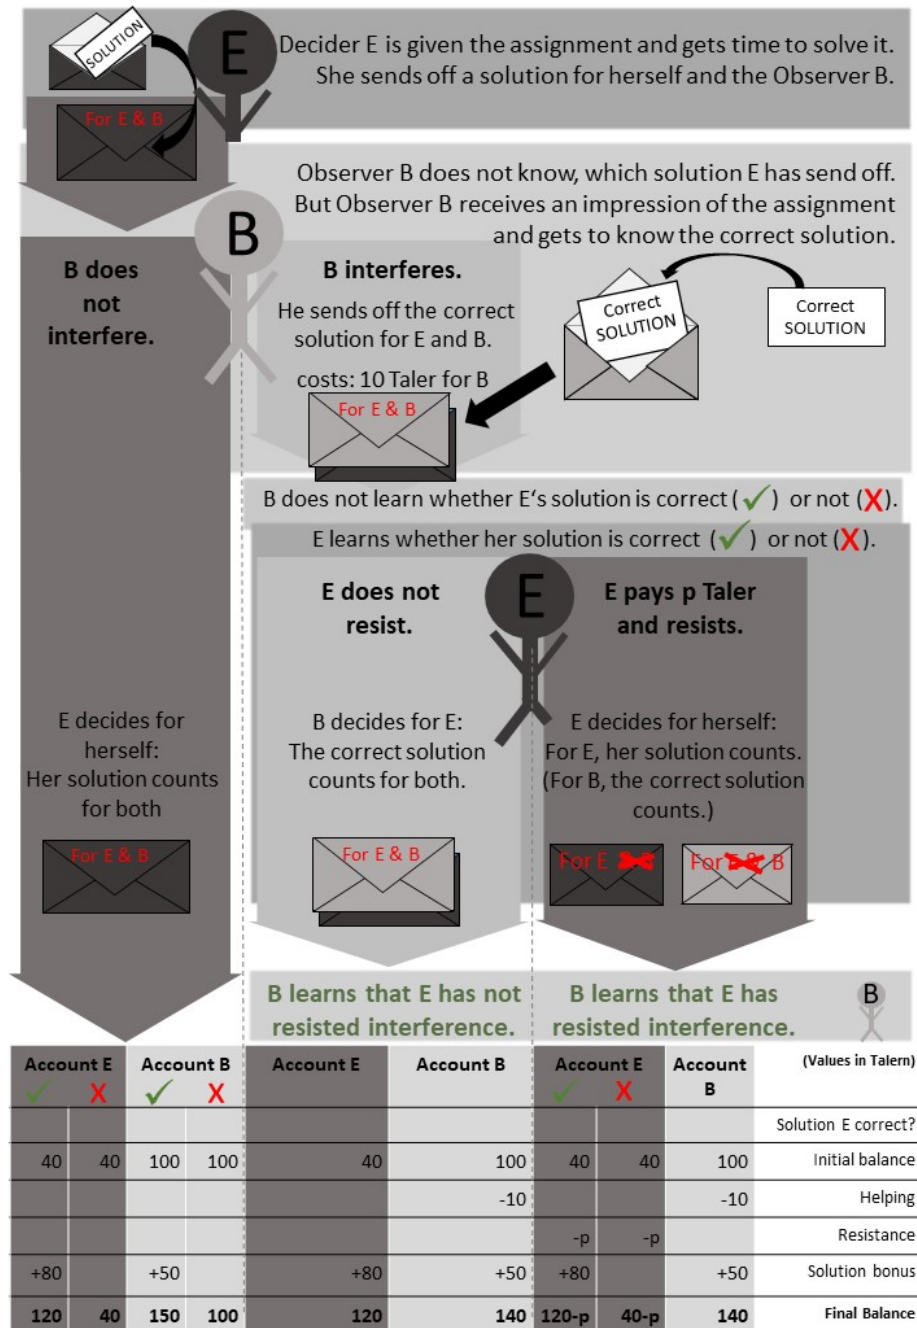 SOLUTION
E
Decider E is given the assignment and gets time to solve it.
She sends off a solution for herself and the Observer B.
For E & B
Observer B does not know, which solution E has send off.
But Observer B receives an impression of the assignment
and gets to know the correct solution.
B
B does
not
interfere.
B interferes.
He sends off the correct
solution for E and B.
costs: 10 Taler for B
For E & B
Correct
SOLUTION
Correct
SOLUTION
B does not learn whether E's solution is correct (✓) or not (X).
E learns whether her solution is correct (✓) or not (X).
E does not
resist.
E
E pays p Taler
and resists.
E decides for
herself:
Her solution counts
for both
B decides for E:
The correct solution
counts for both.
E decides for herself:
For E, her solution counts.
(For B, the correct solution
counts.)
For E & B
For E & B
For E & B
For E & B
B learns that E has not
resisted interference.
B learns that E has
resisted interference.
B
Account E Account B Account E Account B Account E Account B (Values in Talern)
✓ X ✓ X ✓ X
Solution E correct?
40 40 100 100 40 100 40 40 100 Initial balance
-10 -10 Helping
-p -p Resistance
+80 +50 +80 +50 +80 +50 Solution bonus
120 40 150 100 120 140 120-p 40-p 140 Final Balance